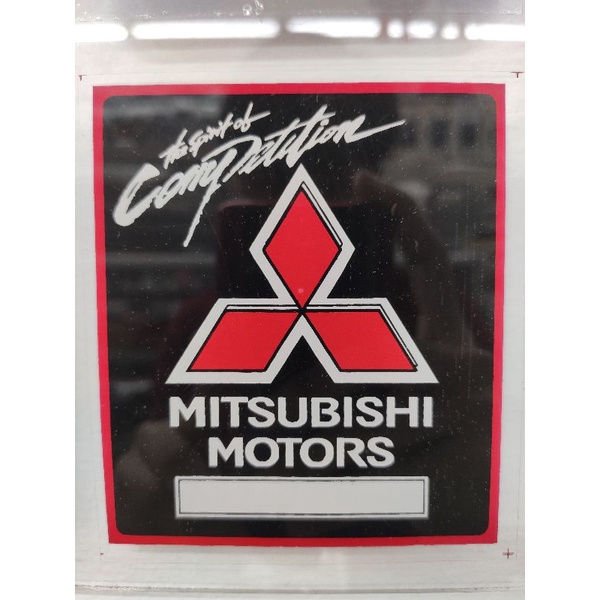 The Spirit of
Competition
MITSUBISHI
MOTORS